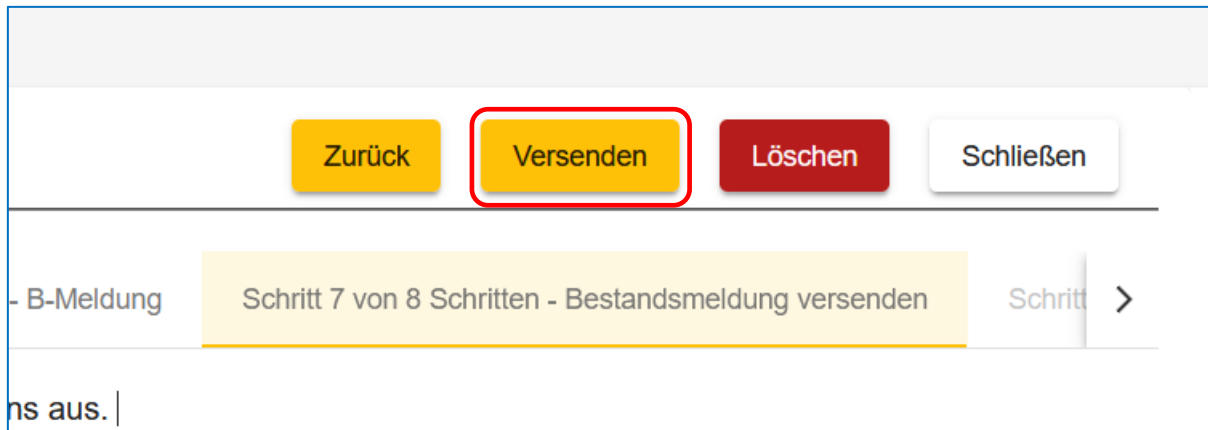 Zurück Versenden Löschen Schließen
- B-Meldung Schritt 7 von 8 Schritten - Bestandsmeldung versenden Schritt
ns aus.